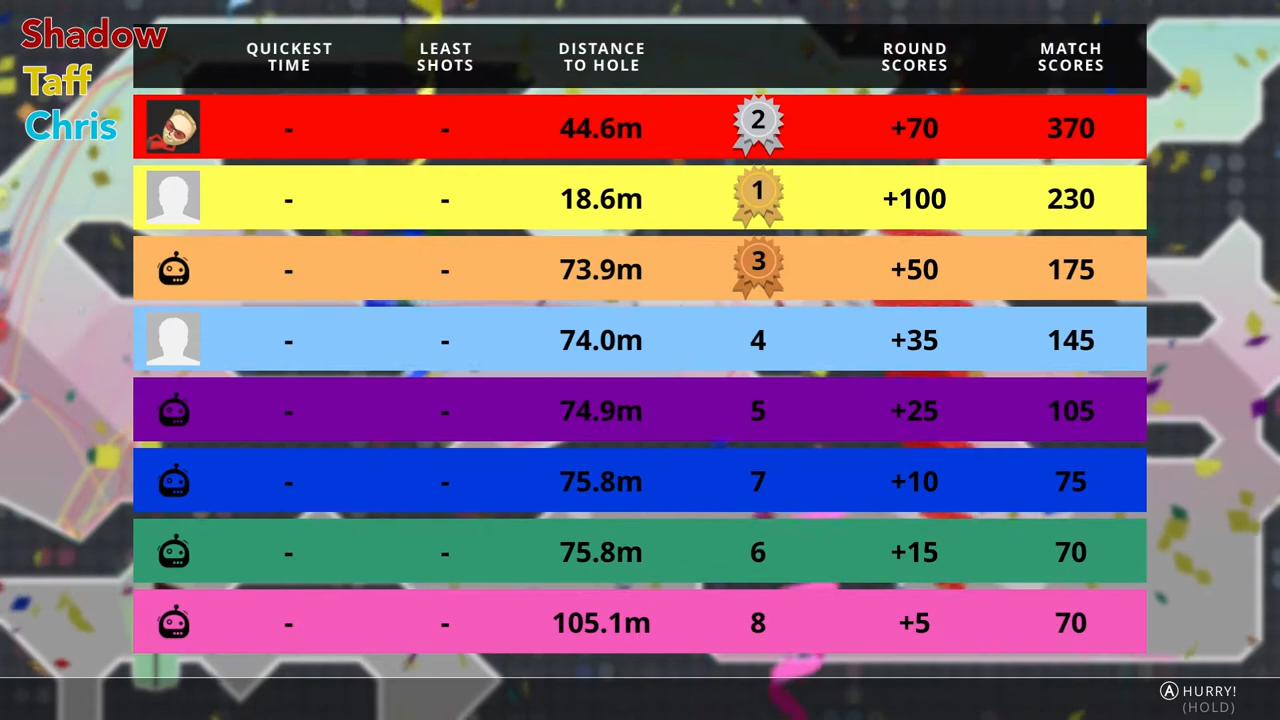 Shadow
Taff
Chris
QUICKEST TIME LEAST SHOTS DISTANCE TO HOLE ROUND SCORES MATCH SCORES
- - 44.6m 2 +70 370
- - 18.6m 1 +100 230
- - 73.9m 3 +50 175
- - 74.0m 4 +35 145
- - 74.9m 5 +25 105
- - 75.8m 7 +10 75
- - 75.8m 6 +15 70
- - 105.1m 8 +5 70
A HURRY!
(HOLD)